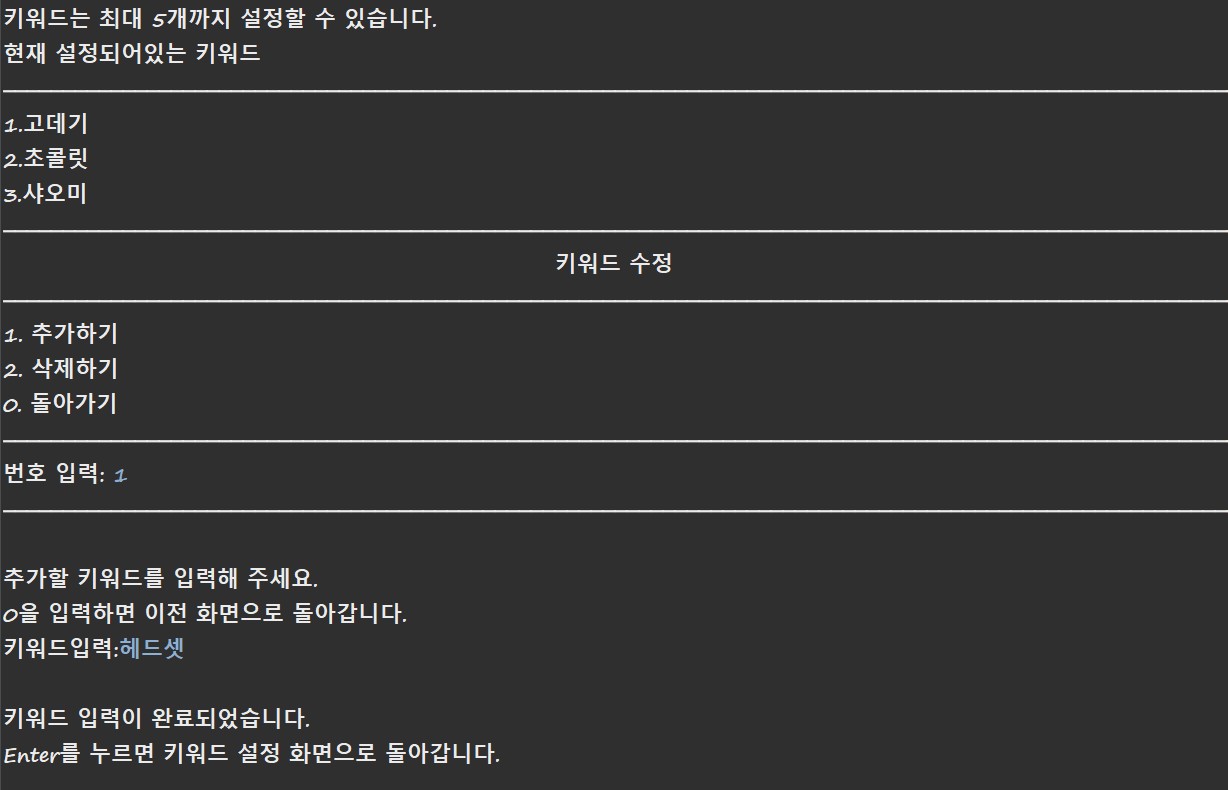 키워드는 최대 5개까지 설정할 수 있습니다.
현재 설정되어있는 키워드
1.고데기
2.초콜릿
3.샤오미
키워드 수정
1. 추가하기
2. 삭제하기
0. 돌아가기
번호 입력: 1
추가할 키워드를 입력해 주세요.
0을 입력하면 이전 화면으로 돌아갑니다.
키워드입력:헤드셋
키워드 입력이 완료되었습니다.
Enter를 누르면 키워드 설정 화면으로 돌아갑니다.